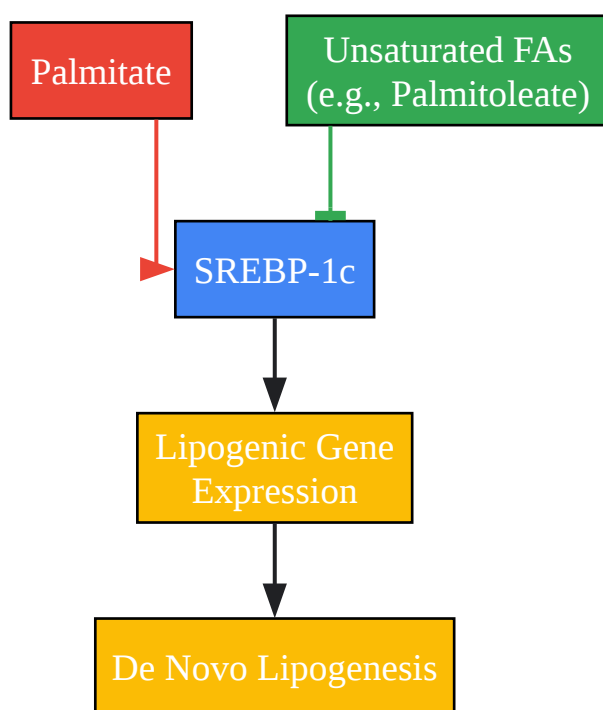 Palmitate
Unsaturated FAs
(e.g., Palmitoleate)
SREBP-1c
Lipogenic Gene
Expression
De Novo Lipogenesis